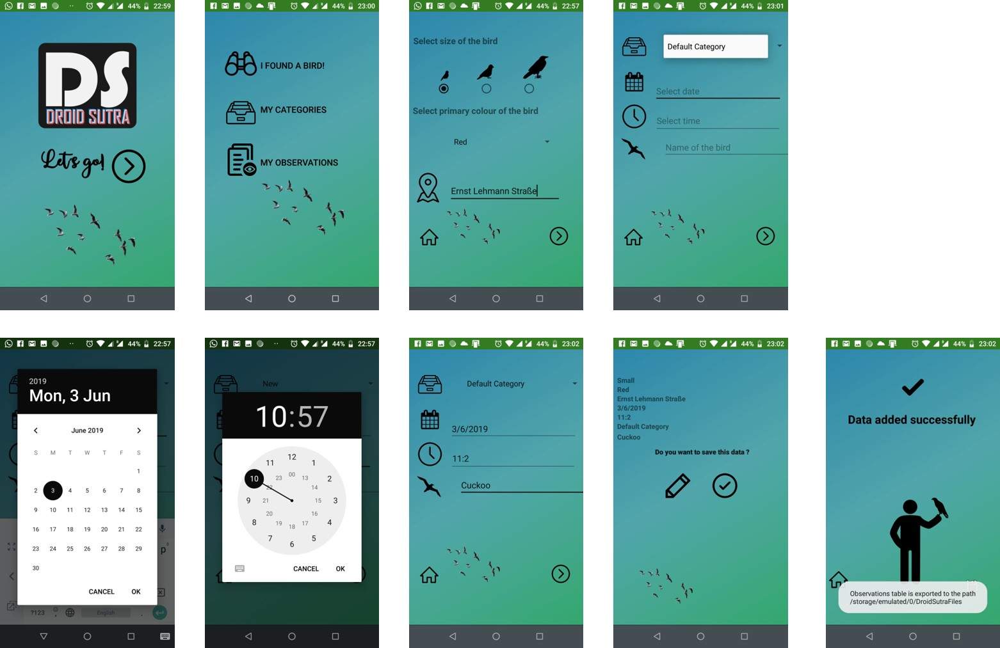 44% 22:59
DS
DROID SUTRA
Let's go!
44% 23:00
I FOUND A BIRD!
MY CATEGORIES
MY OBSERVATIONS
44% 22:57
Select size of the bird
Select primary colour of the bird
Red
Ernst Lehmann Straße
44% 23:01
Default Category
Select date
Select time
Name of the bird
44% 22:57
2019
Mon, 3 Jun
June 2019
S M T W T F S
1
2 3 4 5 6 7 8
9 10 11 12 13 14 15
16 17 18 19 20 21 22
23 24 25 26 27 28 29
30
CANCEL OK
p
?123 , English .
44% 22:57
New
10:57
12
11 1
00
23 13
10 2
22 14
9 21 15 3
20 16
8 4
19 17
18
7 5
6
CANCEL OK
44% 23:02
Default Category
3/6/2019
11:2
Cuckoo
44% 23:02
Small
Red
Ernst Lehmann Straße
3/6/2019
11:2
Default Category
Cuckoo
Do you want to save this data ?
44% 23:02
Data added successfully
Observations table is exported to the path
/storage/emulated/0/DroidSutraFiles